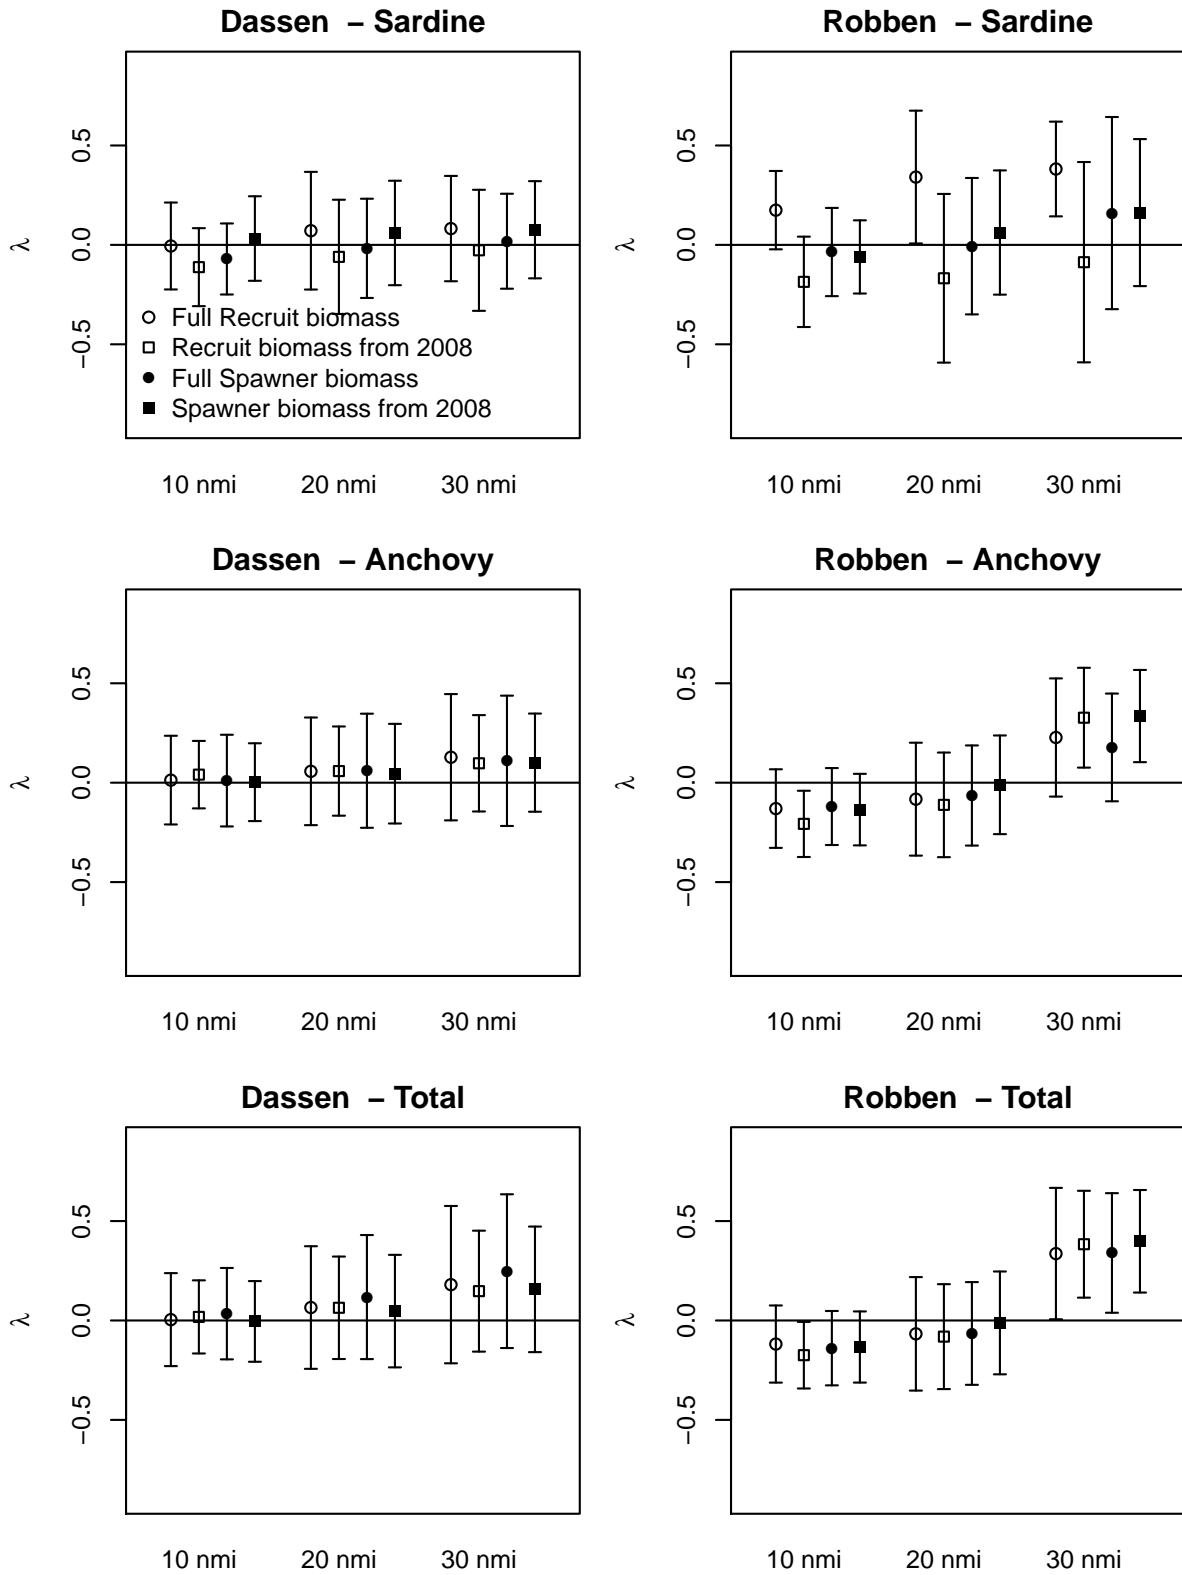 Dassen – Sardine
λ
0.5
0.0
−0.5
Full Recruit biomass
Recruit biomass from 2008
Full Spawner biomass
Spawner biomass from 2008
10 nmi 20 nmi 30 nmi
Robben – Sardine
λ
0.5
0.0
−0.5
10 nmi 20 nmi 30 nmi
Dassen – Anchovy
λ
0.5
0.0
−0.5
10 nmi 20 nmi 30 nmi
Robben – Anchovy
λ
0.5
0.0
−0.5
10 nmi 20 nmi 30 nmi
Dassen – Total
λ
0.5
0.0
−0.5
10 nmi 20 nmi 30 nmi
Robben – Total
λ
0.5
0.0
−0.5
10 nmi 20 nmi 30 nmi